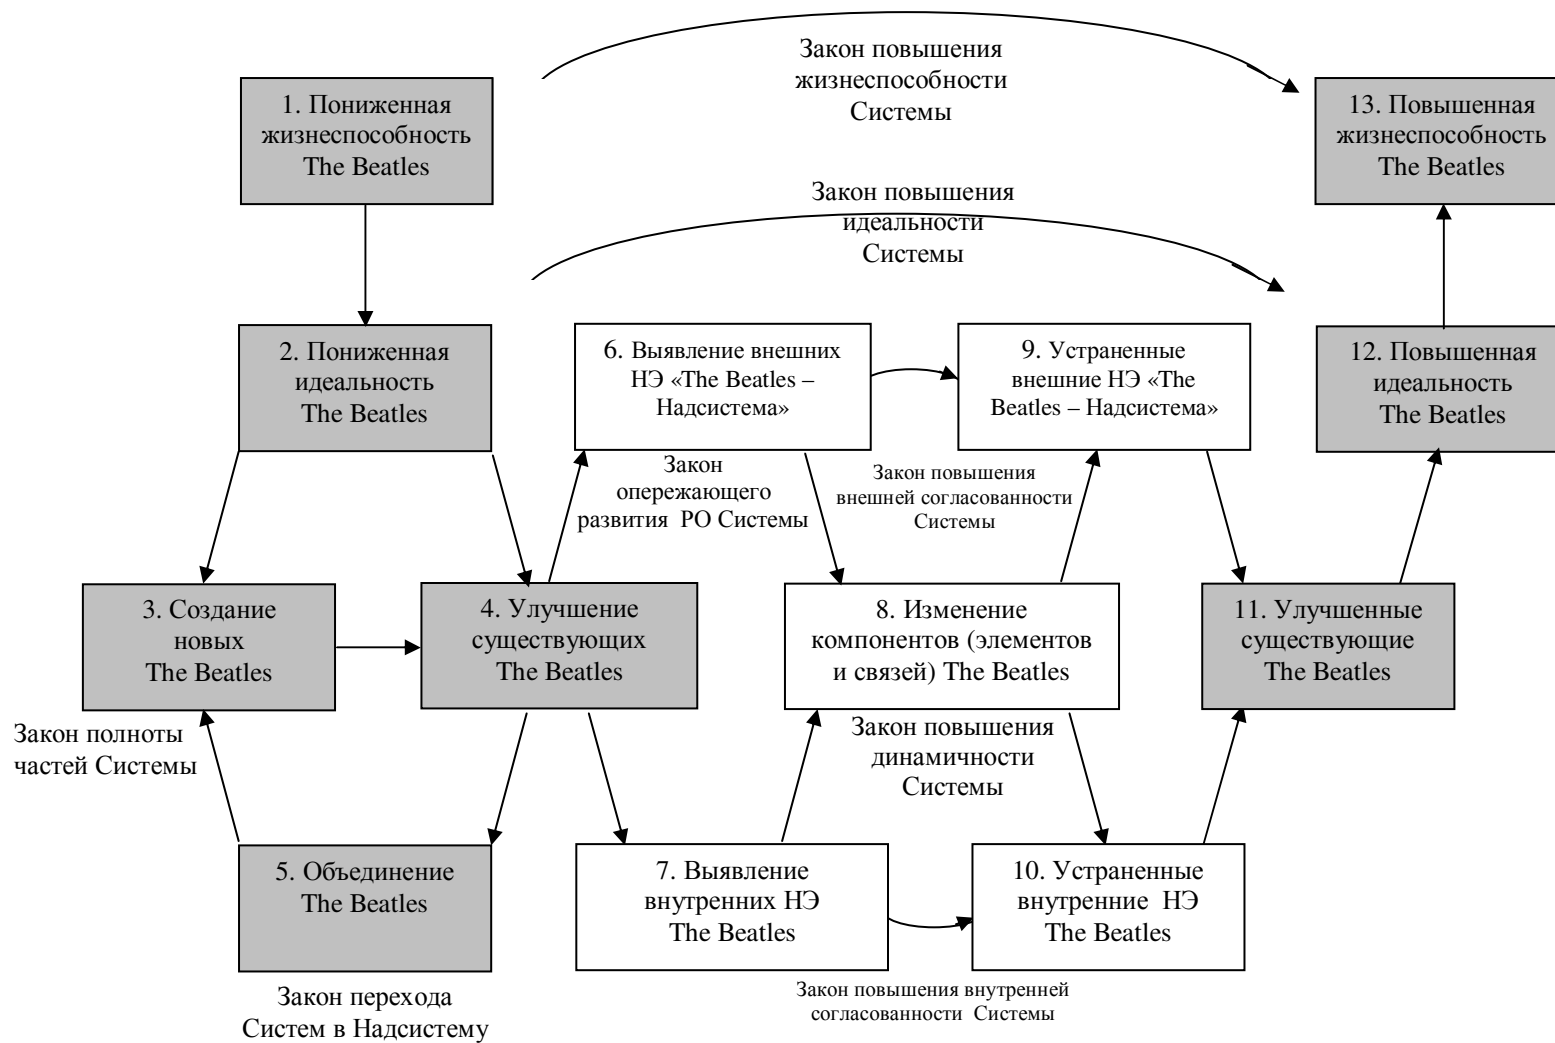 Закон повышения
жизнеспособности
Системы
1. Пониженная
жизнеспособность
The Beatles
13. Повышенная
жизнеспособность
The Beatles
Закон повышения
идеальности
Системы
2. Пониженная
идеальность
The Beatles
6. Выявление внешних
НЭ «The Beatles –
Надсистема»
9. Устраненные
внешние НЭ «The
Beatles – Надсистема»
12. Повышенная
идеальность
The Beatles
Закон
опережающего
развития РО Системы
Закон повышения
внешней согласованности
Системы
3. Создание
новых
The Beatles
4. Улучшение
существующих
The Beatles
8. Изменение
компонентов (элементов
и связей) The Beatles
11. Улучшенные
существующие
The Beatles
Закон полноты
частей Системы
Закон повышения
динамичности
Системы
5. Объединение
The Beatles
7. Выявление
внутренних НЭ
The Beatles
10. Устраненные
внутренние НЭ
The Beatles
Закон перехода
Систем в Надсистему
Закон повышения внутренней
согласованности Системы